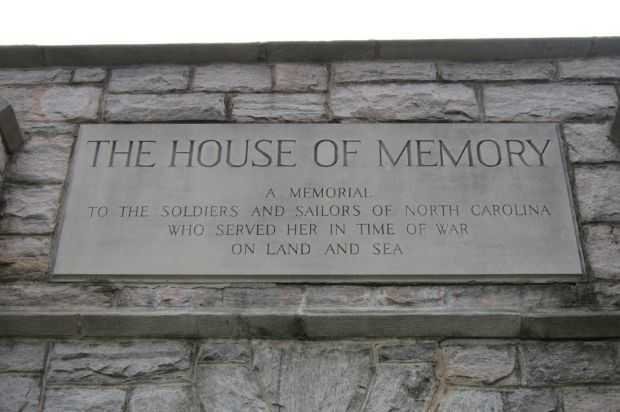 THE HOUSE OF MEMORY
A MEMORIAL
TO THE SOLDIERS AND SAILORS OF NORTH CAROLINA
WHO SERVED HER IN TIME OF WAR
ON LAND AND SEA